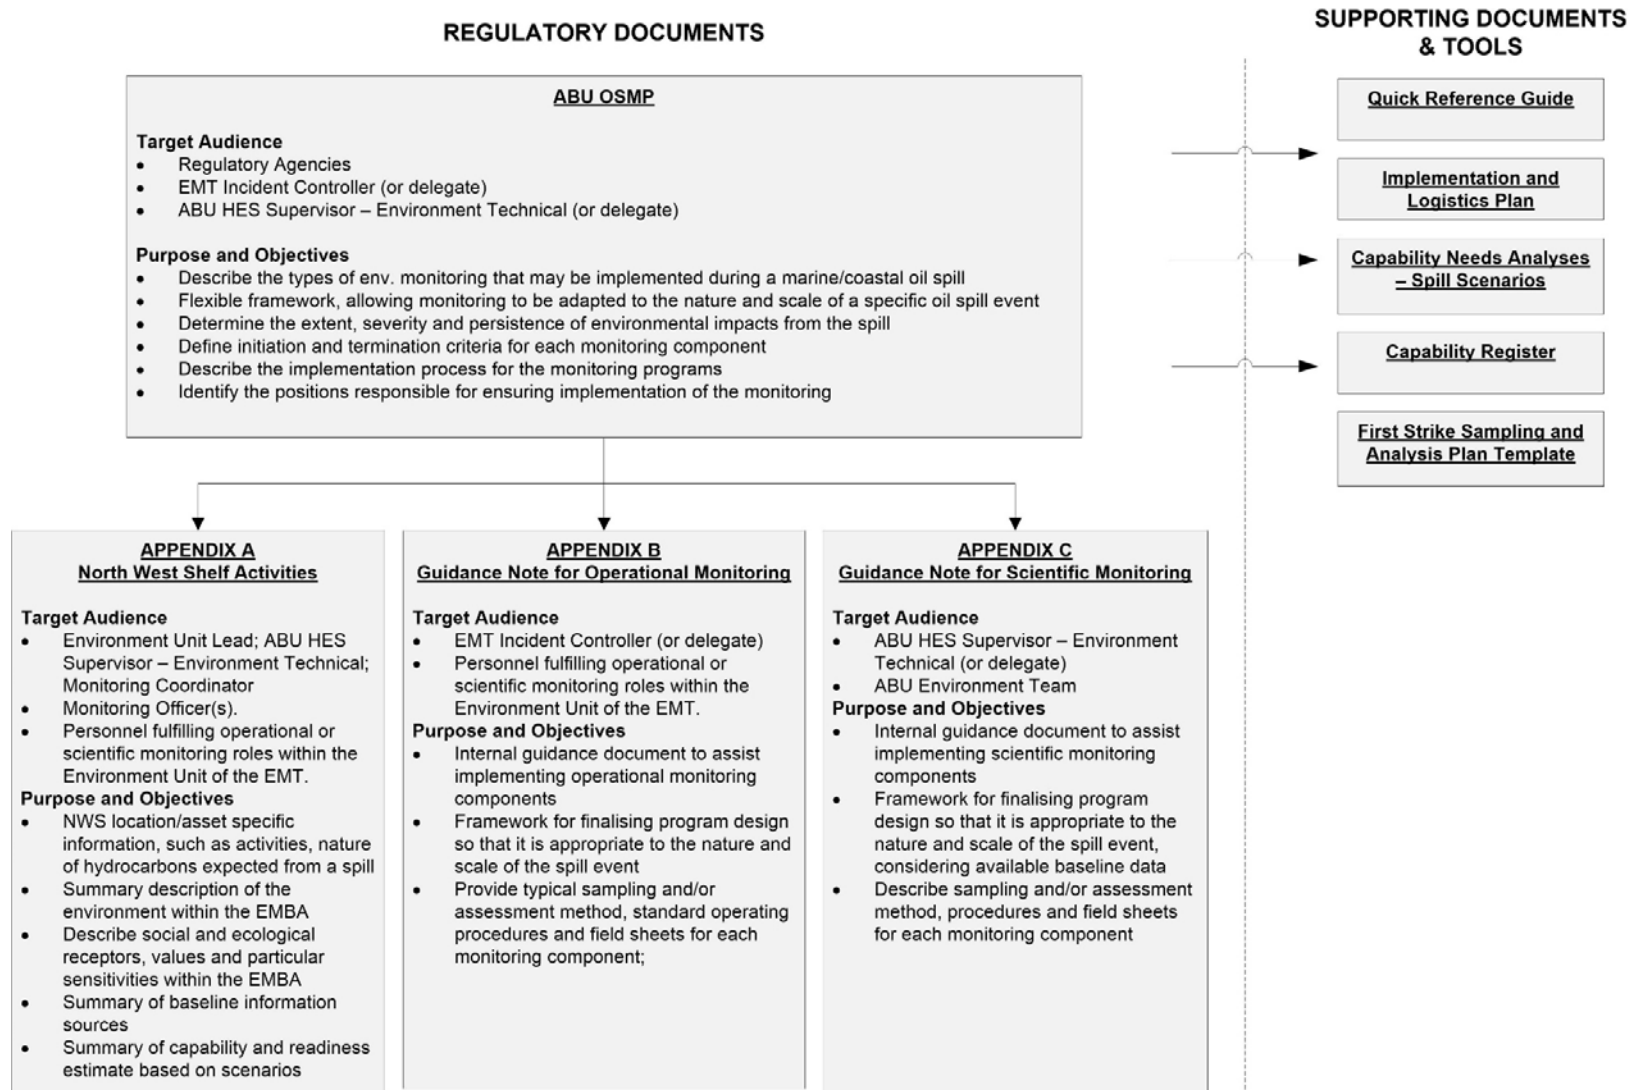 REGULATORY DOCUMENTS
SUPPORTING DOCUMENTS
& TOOLS
ABU OSMP
Target Audience
• Regulatory Agencies
• EMT Incident Controller (or delegate)
• ABU HES Supervisor – Environment Technical (or delegate)
Purpose and Objectives
• Describe the types of env. monitoring that may be implemented during a marine/coastal oil spill
• Flexible framework, allowing monitoring to be adapted to the nature and scale of a specific oil spill event
• Determine the extent, severity and persistence of environmental impacts from the spill
• Define initiation and termination criteria for each monitoring component
• Describe the implementation process for the monitoring programs
• Identify the positions responsible for ensuring implementation of the monitoring
Quick Reference Guide
Implementation and
Logistics Plan
Capability Needs Analyses
– Spill Scenarios
Capability Register
First Strike Sampling and
Analysis Plan Template
APPENDIX A
North West Shelf Activities
Target Audience
• Environment Unit Lead; ABU HES
Supervisor – Environment Technical;
Monitoring Coordinator
• Monitoring Officer(s).
• Personnel fulfilling operational or
scientific monitoring roles within the
Environment Unit of the EMT.
Purpose and Objectives
• NWS location/asset specific
information, such as activities, nature
of hydrocarbons expected from a spill
• Summary description of the
environment within the EMBA
• Describe social and ecological
receptors, values and particular
sensitivities within the EMBA
• Summary of baseline information
sources
• Summary of capability and readiness
estimate based on scenarios
APPENDIX B
Guidance Note for Operational Monitoring
Target Audience
• EMT Incident Controller (or delegate)
• Personnel fulfilling operational or
scientific monitoring roles within the
Environment Unit of the EMT.
Purpose and Objectives
• Internal guidance document to assist
implementing operational monitoring
components
• Framework for finalising program design
so that it is appropriate to the nature and
scale of the spill event
• Provide typical sampling and/or
assessment method, standard operating
procedures and field sheets for each
monitoring component;
APPENDIX C
Guidance Note for Scientific Monitoring
Target Audience
• ABU HES Supervisor – Environment
Technical (or delegate)
• ABU Environment Team
Purpose and Objectives
• Internal guidance document to assist
implementing scientific monitoring
components
• Framework for finalising program
design so that it is appropriate to the
nature and scale of the spill event,
considering available baseline data
• Describe sampling and/or assessment
method, procedures and field sheets
for each monitoring component